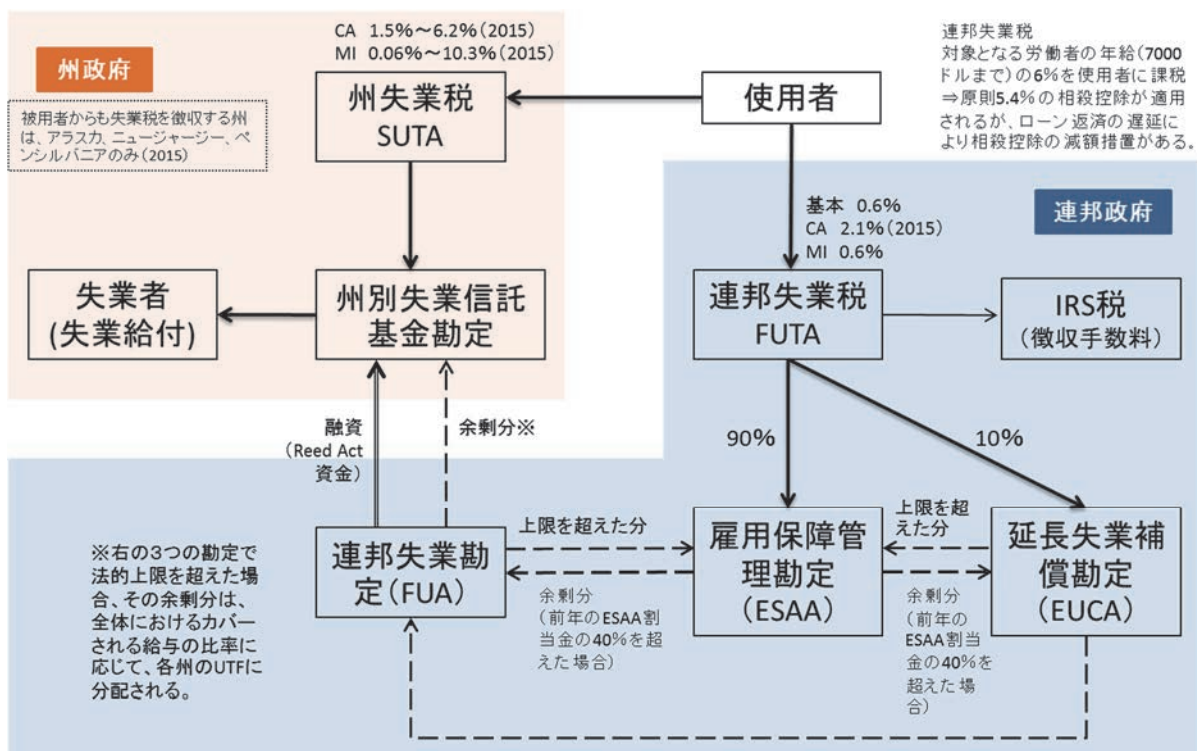 CA 1.5%～6.2%(2015)
MI 0.06%～10.3%(2015)
州政府
被用者からも失業税を徴収する州
は、アラスカ、ニュージャージー、ペ
ンシルバニアのみ(2015)
州失業税
SUTA
使用者
連邦失業税
対象となる労働者の年給(7000
ドルまで)の6%を使用者に課税
⇒原則5.4%の相殺控除が適用
されるが、ローン返済の遅延に
より相殺控除の減額措置がある。
連邦政府
基本 0.6%
CA 2.1%(2015)
MI 0.6%
失業者
(失業給付)
州別失業信託
基金勘定
連邦失業税
FUTA
IRS税
(徴収手数料)
融資
(Reed Act
資金)
余剰分※
90%
10%
※右の3つの勘定で
法的上限を超えた場
合、その余剰分は、
全体におけるカバー
される給与の比率に
応じて、各州のUTFに
分配される。
連邦失業勘
定(FUA)
上限を超えた分
余剰分
(前年のESAA割
当金の40%を超
えた場合)
雇用保障管
理勘定
(ESAA)
上限を超
えた分
余剰分
(前年の
ESAA割当
金の40%を
超えた場
合)
延長失業補
償勘定
(EUCA)